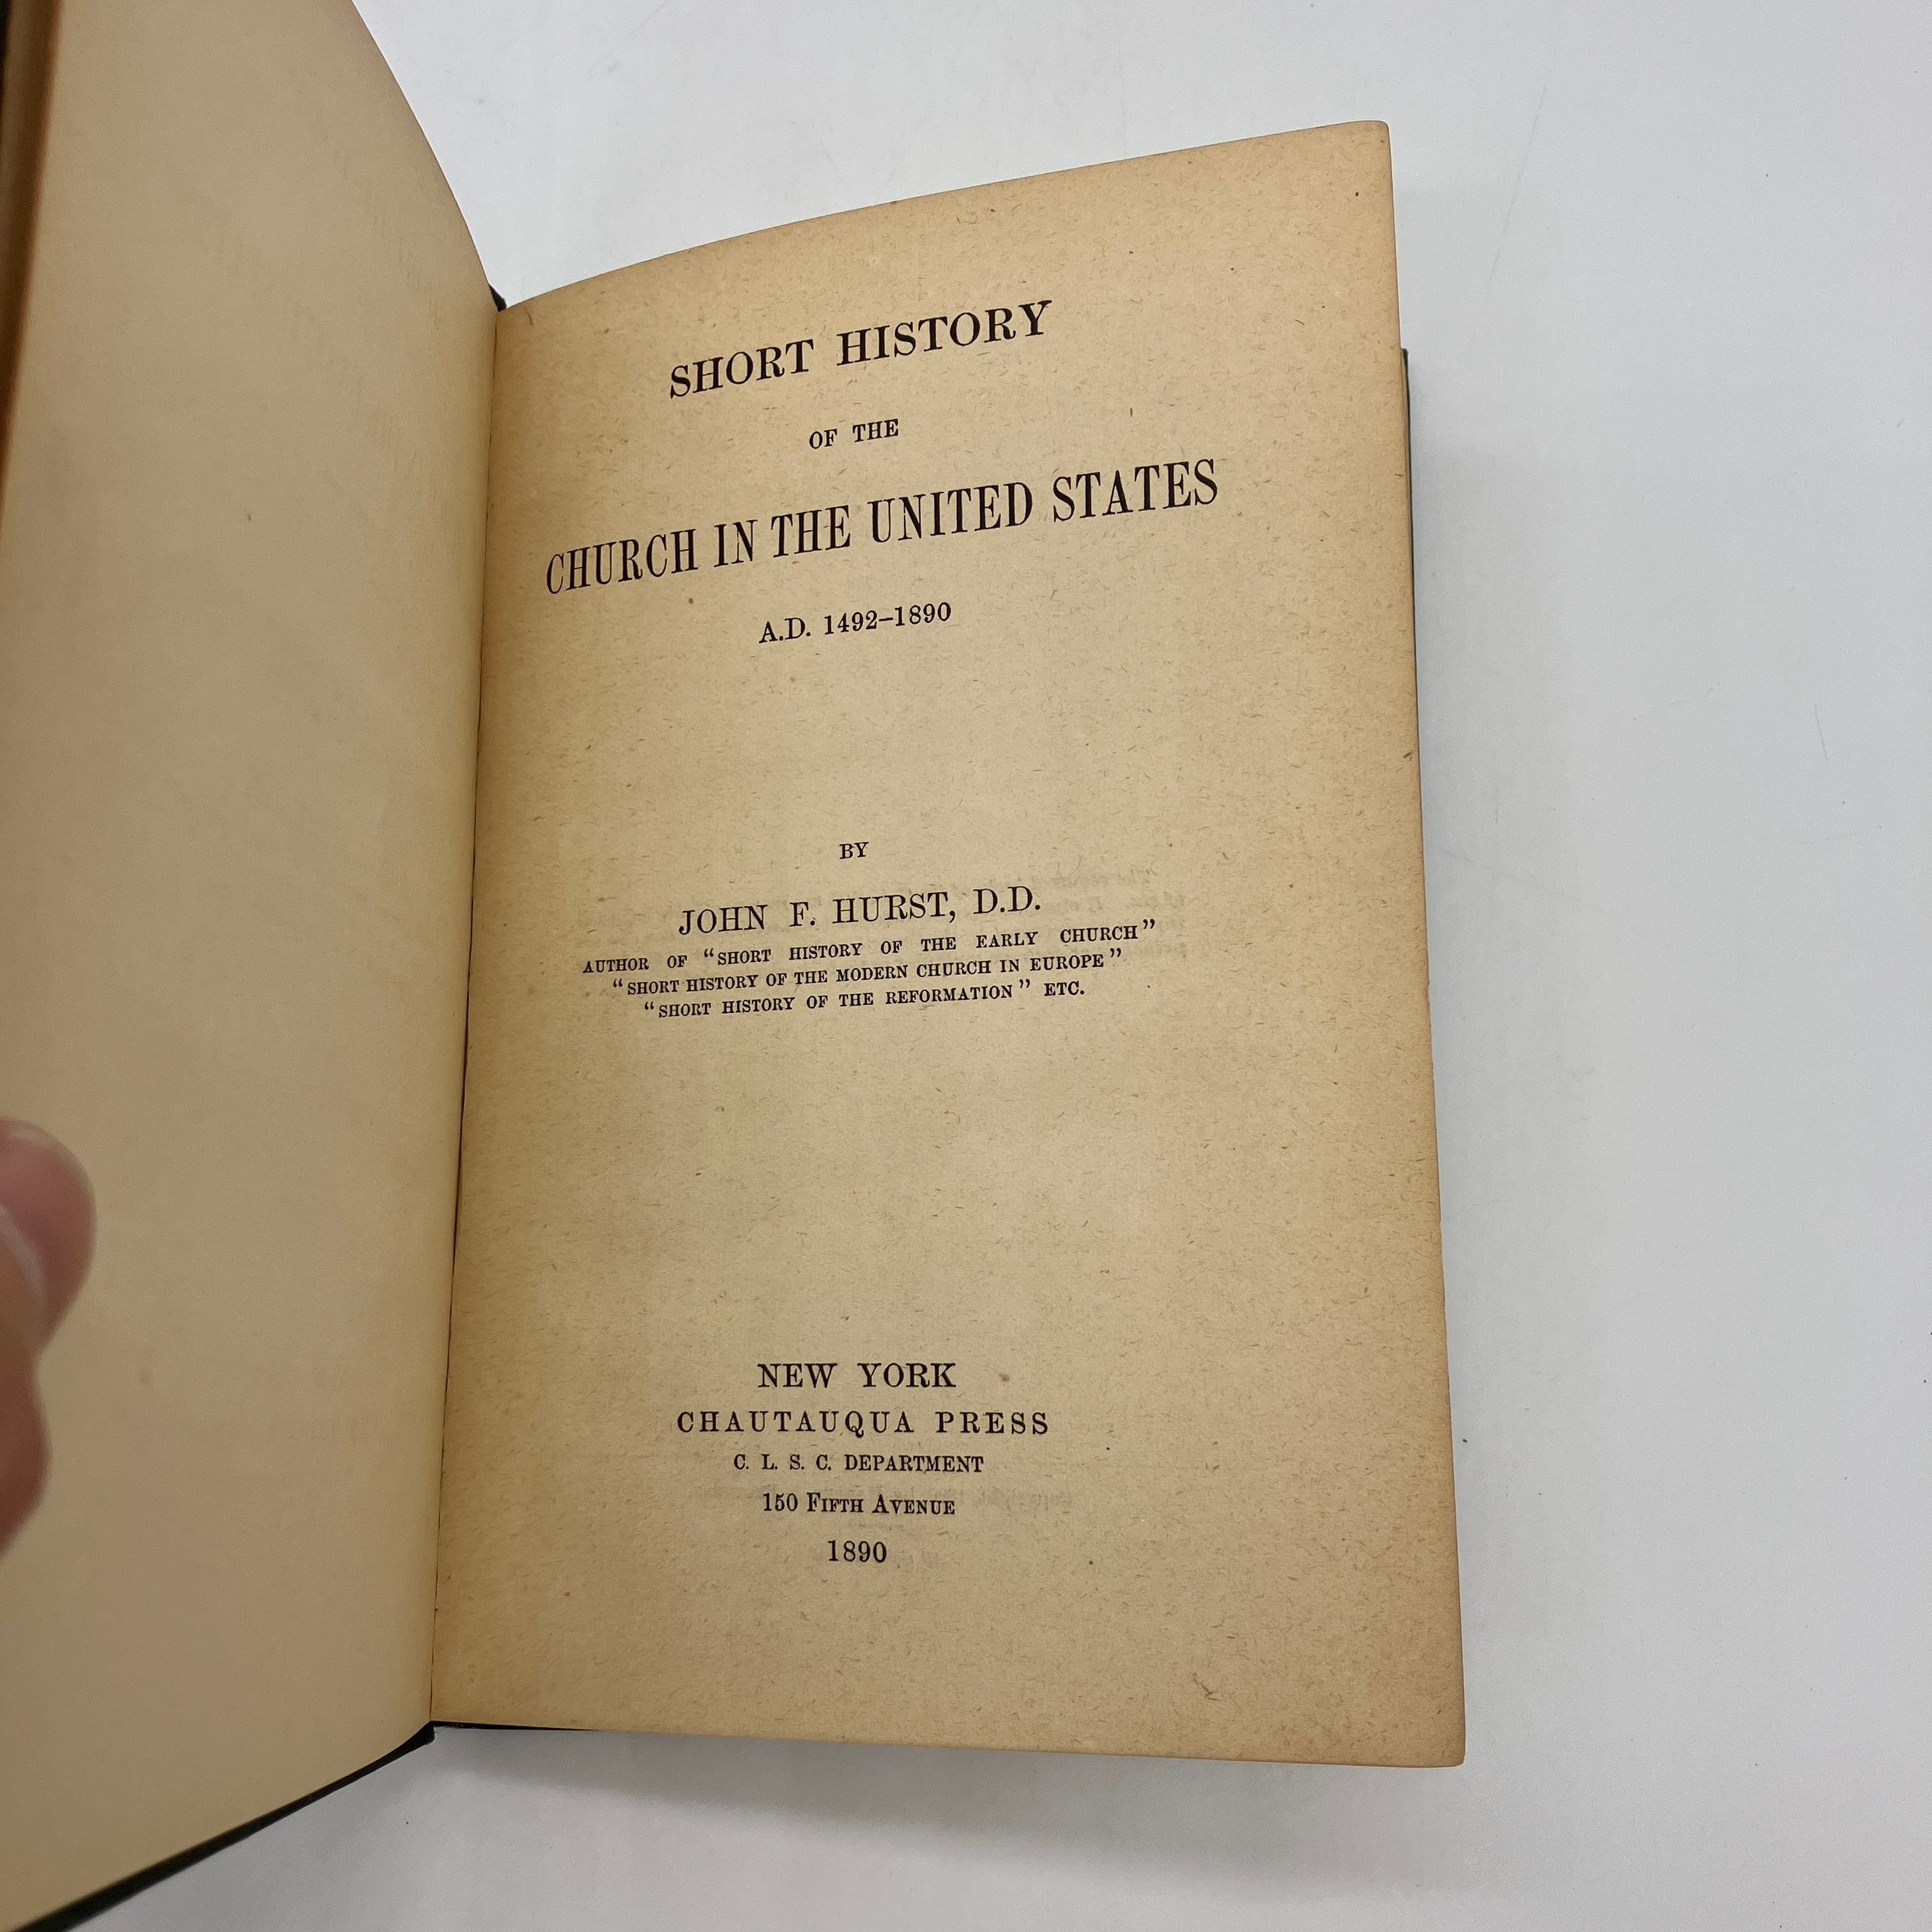 SHORT HISTORY
OF THE
CHURCH IN THE UNITED STATES
A.D. 1492–1890
BY
JOHN F. HURST, D.D.
AUTHOR OF “SHORT HISTORY OF THE EARLY CHURCH”
“SHORT HISTORY OF THE MODERN CHURCH IN EUROPE”
“SHORT HISTORY OF THE REFORMATION” ETC.
NEW YORK
CHAUTAUQUA PRESS
C. L. S. C. DEPARTMENT
150 FIFTH AVENUE
1890